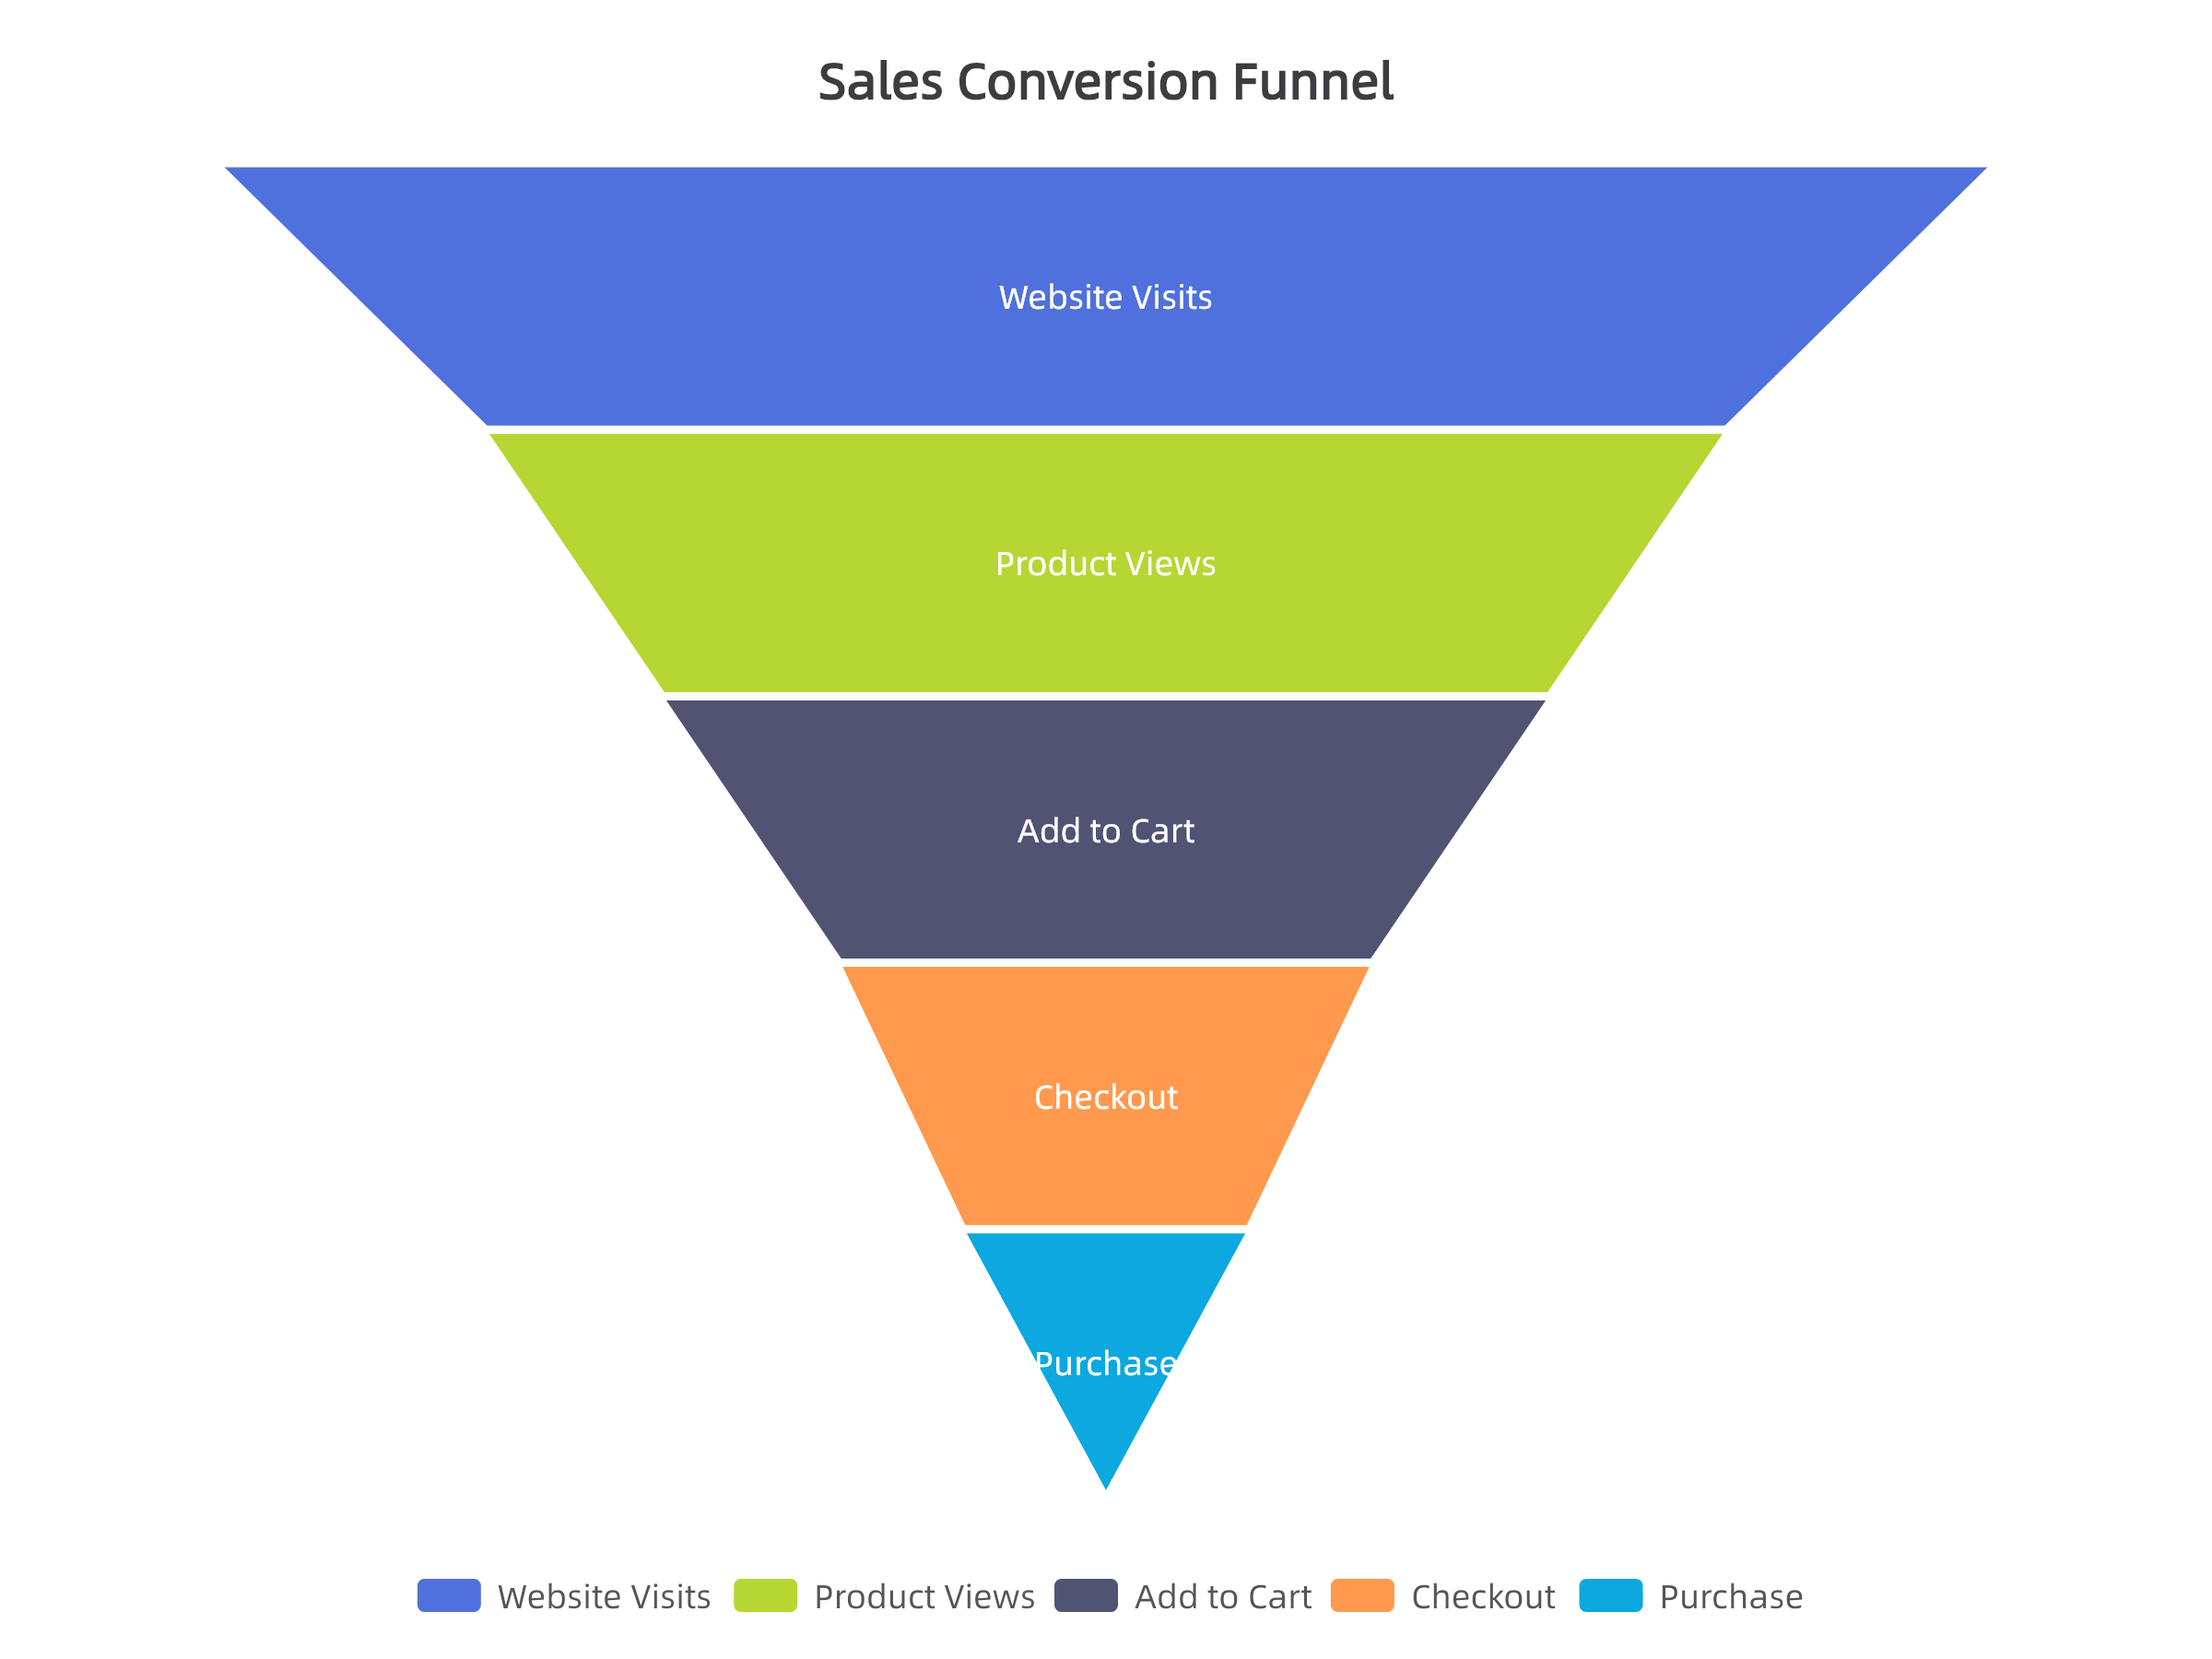 Sales Conversion Funnel
Website Visits
Product Views
Add to Cart
Checkout
Purchase
Website Visits Product Views Add to Cart Checkout Purchase